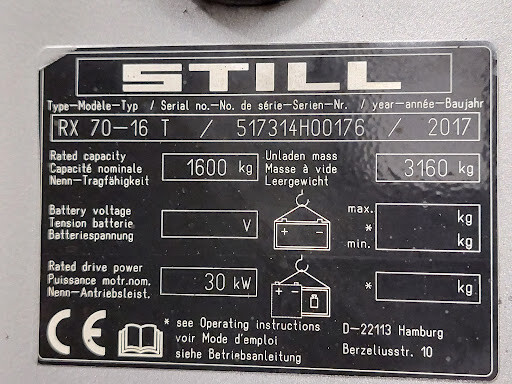 STILL
Type-Modèle-Typ / Serial no.-No. de série-Serien-Nr. / year-année-Baujahr
RX 70-16 T / 517314H00176 / 2017
Rated capacity
Capacité nominale
Nenn-Tragfähigkeit
1600 kg
Unladen mass
Masse à vide
Leergewicht
3160 kg
Battery voltage
Tension batterie
Batteriespannung
V
+ -
max. kg
*
min. kg
Rated drive power
Puissance motr.nom.
Nenn-Antriebsleist.
30 kW
+
-
* kg
CE
* see Operating instructions
voir Mode d'emploi
siehe Betriebsanleitung
D-22113 Hamburg
Berzeliusstr. 10